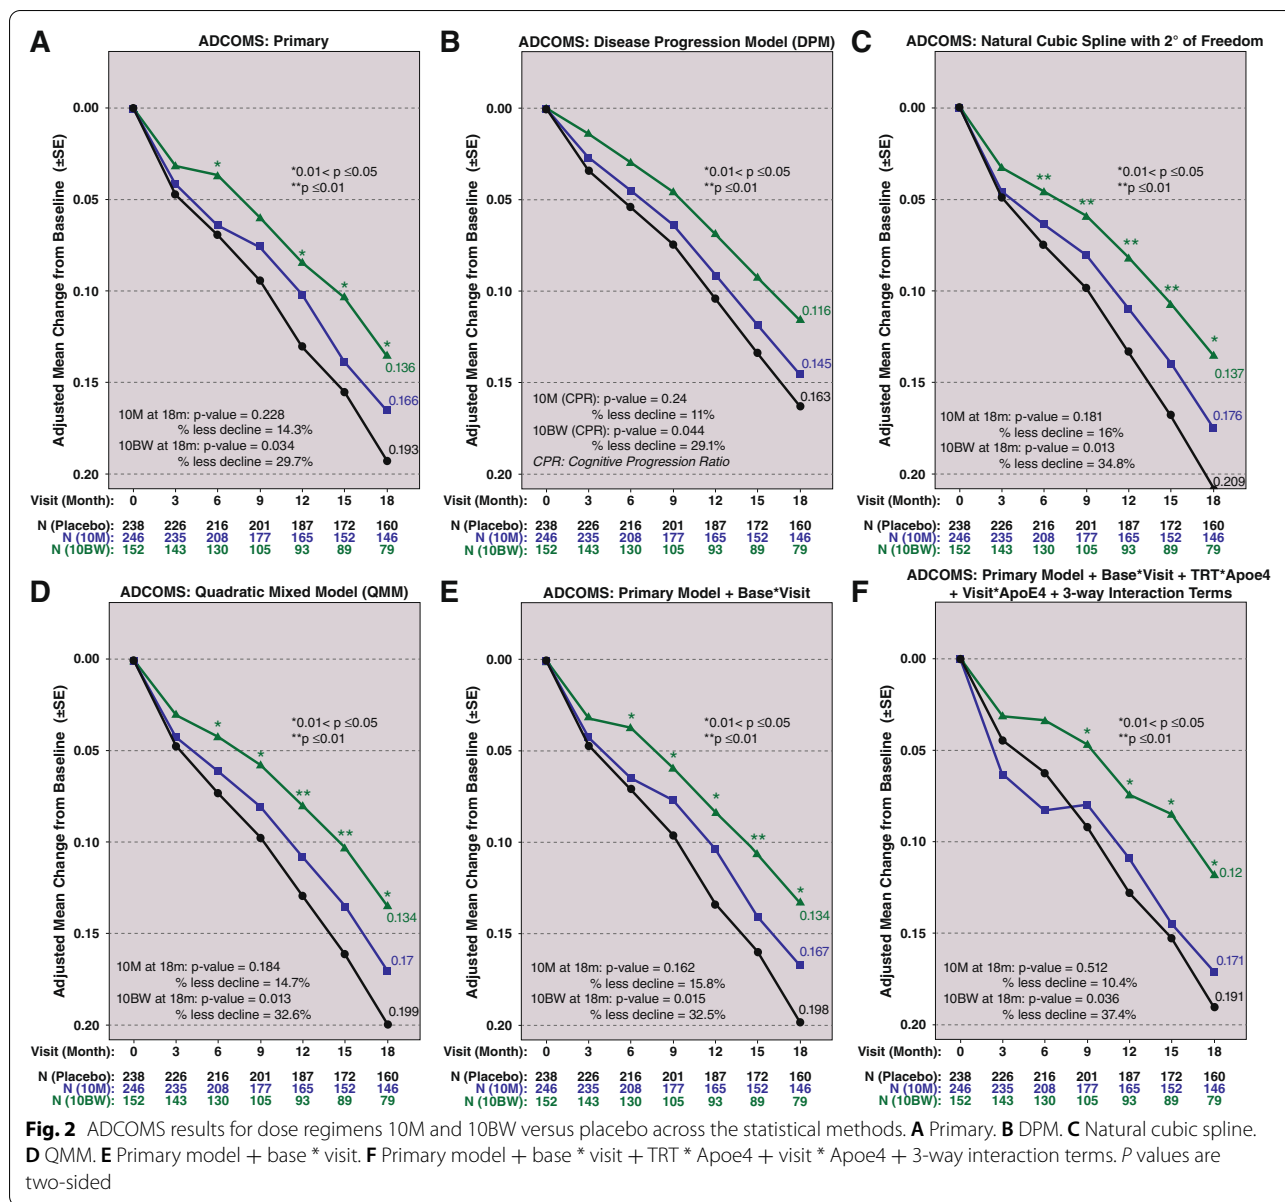 A
ADCOMS: Primary
Adjusted Mean Change from Baseline (±SE)
0.00
0.05
0.10
0.15
0.20
*
*
*
*
*0.01< p ≤0.05
**p ≤0.01
0.136
0.166
0.193
10M at 18m: p-value = 0.228
% less decline = 14.3%
10BW at 18m: p-value = 0.034
% less decline = 29.7%
Visit (Month): 0 3 6 9 12 15 18
N (Placebo): 238 226 216 201 187 172 160
N (10M): 246 235 208 177 165 152 146
N (10BW): 152 143 130 105 93 89 79
B
ADCOMS: Disease Progression Model (DPM)
Adjusted Mean Change from Baseline (±SE)
0.00
0.05
0.10
0.15
0.20
*0.01< p ≤0.05
**p ≤0.01
0.116
0.145
0.163
10M (CPR): p-value = 0.24
% less decline = 11%
10BW (CPR): p-value = 0.044
% less decline = 29.1%
CPR: Cognitive Progression Ratio
0 3 6 9 12 15 18
238 226 216 201 187 172 160
246 235 208 177 165 152 146
152 143 130 105 93 89 79
C
ADCOMS: Natural Cubic Spline with 2° of Freedom
Adjusted Mean Change from Baseline (±SE)
0.00
0.05
0.10
0.15
0.20
**
**
**
**
*
*0.01< p ≤0.05
**p ≤0.01
0.137
0.176
0.209
10M at 18m: p-value = 0.181
% less decline = 16%
10BW at 18m: p-value = 0.013
% less decline = 34.8%
0 3 6 9 12 15 18
238 226 216 201 187 172 160
246 235 208 177 165 152 146
152 143 130 105 93 89 79
D
ADCOMS: Quadratic Mixed Model (QMM)
Adjusted Mean Change from Baseline (±SE)
0.00
0.05
0.10
0.15
0.20
*
*
**
**
*
*0.01< p ≤0.05
**p ≤0.01
0.134
0.17
0.199
10M at 18m: p-value = 0.184
% less decline = 14.7%
10BW at 18m: p-value = 0.013
% less decline = 32.6%
Visit (Month): 0 3 6 9 12 15 18
N (Placebo): 238 226 216 201 187 172 160
N (10M): 246 235 208 177 165 152 146
N (10BW): 152 143 130 105 93 89 79
E
ADCOMS: Primary Model + Base*Visit
Adjusted Mean Change from Baseline (±SE)
0.00
0.05
0.10
0.15
0.20
*
*
*
**
*
*0.01< p ≤0.05
**p ≤0.01
0.134
0.167
0.198
10M at 18m: p-value = 0.162
% less decline = 15.8%
10BW at 18m: p-value = 0.015
% less decline = 32.5%
0 3 6 9 12 15 18
238 226 216 201 187 172 160
246 235 208 177 165 152 146
152 143 130 105 93 89 79
F
ADCOMS: Primary Model + Base*Visit + TRT*Apoe4
+ Visit*ApoE4 + 3-way Interaction Terms
Adjusted Mean Change from Baseline (±SE)
0.00
0.05
0.10
0.15
0.20
*
*
*
*
*0.01< p ≤0.05
**p ≤0.01
0.12
0.171
0.191
10M at 18m: p-value = 0.512
% less decline = 10.4%
10BW at 18m: p-value = 0.036
% less decline = 37.4%
0 3 6 9 12 15 18
238 226 216 201 187 172 160
246 235 208 177 165 152 146
152 143 130 105 93 89 79
Fig. 2 ADCOMS results for dose regimens 10M and 10BW versus placebo across the statistical methods. A Primary. B DPM. C Natural cubic spline.
D QMM. E Primary model + base * visit. F Primary model + base * visit + TRT * Apoe4 + visit * Apoe4 + 3-way interaction terms. P values are
two-sided